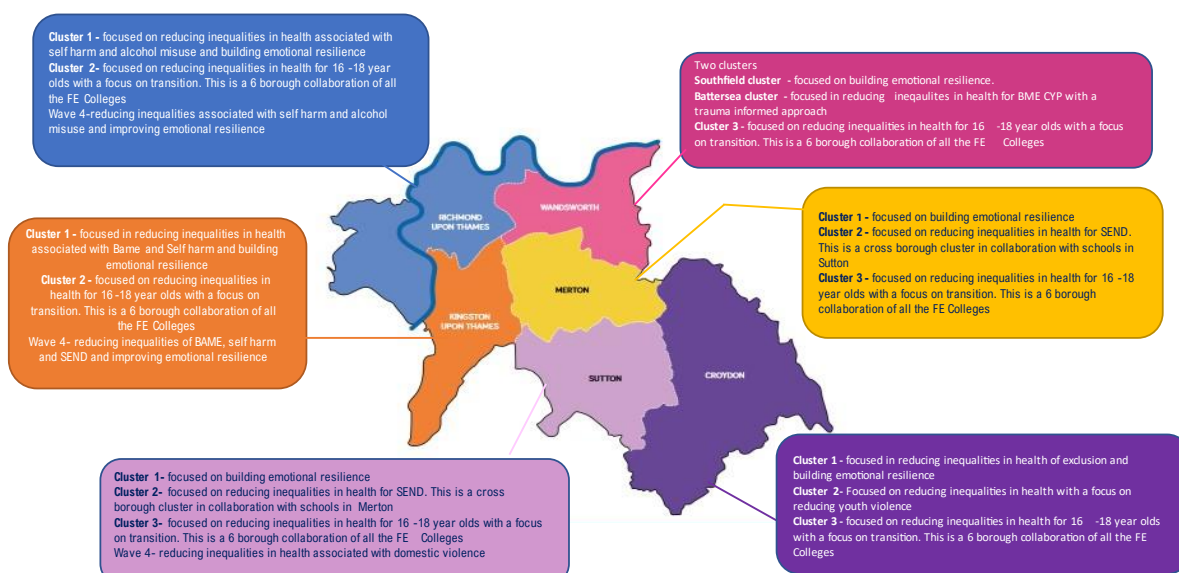 Cluster 1 - focused on reducing inequalities in health associated with
self harm and alcohol misuse and building emotional resilience
Cluster 2- focused on reducing inequalities in health for 16 -18 year
olds with a focus on transition. This is a 6 borough collaboration of all
the FE Colleges
Wave 4-reducing inequalities associated with self harm and alcohol
misuse and improving emotional resilience
Two clusters
Southfield cluster - focused on building emotional resilience.
Battersea cluster - focused in reducing ineqaulites in health for BME CYP with a
trauma informed approach
Cluster 3 - focused on reducing inequalities in health for 16 -18 year olds with a focus
on transition. This is a 6 borough collaboration of all the FE Colleges
Cluster 1 - focused in reducing inequalities in health
associated with Bame and Self harm and building
emotional resilience
Cluster 2 - focused on reducing inequalities in
health for 16 -18 year olds with a focus on
transition. This is a 6 borough collaboration of all
the FE Colleges
Wave 4- reducing inequalities of BAME, self harm
and SEND and improving emotional resilience
RICHMOND
UPON THAMES
WANDSWORTH
MERTON
KINGSTON
UPON THAMES
SUTTON
CROYDON
Cluster 1 - focused on building emotional resilience
Cluster 2 - focused on reducing inequalities in health for SEND.
This is a cross borough cluster in collaboration with schools in
Sutton
Cluster 3 - focused on reducing inequalities in health for 16 -18
year olds with a focus on transition. This is a 6 borough
collaboration of all the FE Colleges
Cluster 1- focused on building emotional resilience
Cluster 2- focused on reducing inequalities in health for SEND. This is a cross
borough cluster in collaboration with schools in Merton
Cluster 3- focused on reducing inequalities in health for 16 -18 year olds with a focus
on transition. This is a 6 borough collaboration of all the FE Colleges
Wave 4- reducing inequalities in health associated with domestic violence
Cluster 1 - focused in reducing inequalities in health of exclusion and
building emotional resilience
Cluster 2- Focused on reducing inequalities in health with a focus on
reducing youth violence
Cluster 3 - focused on reducing inequalities in health for 16 -18 year olds
with a focus on transition. This is a 6 borough collaboration of all the FE
Colleges